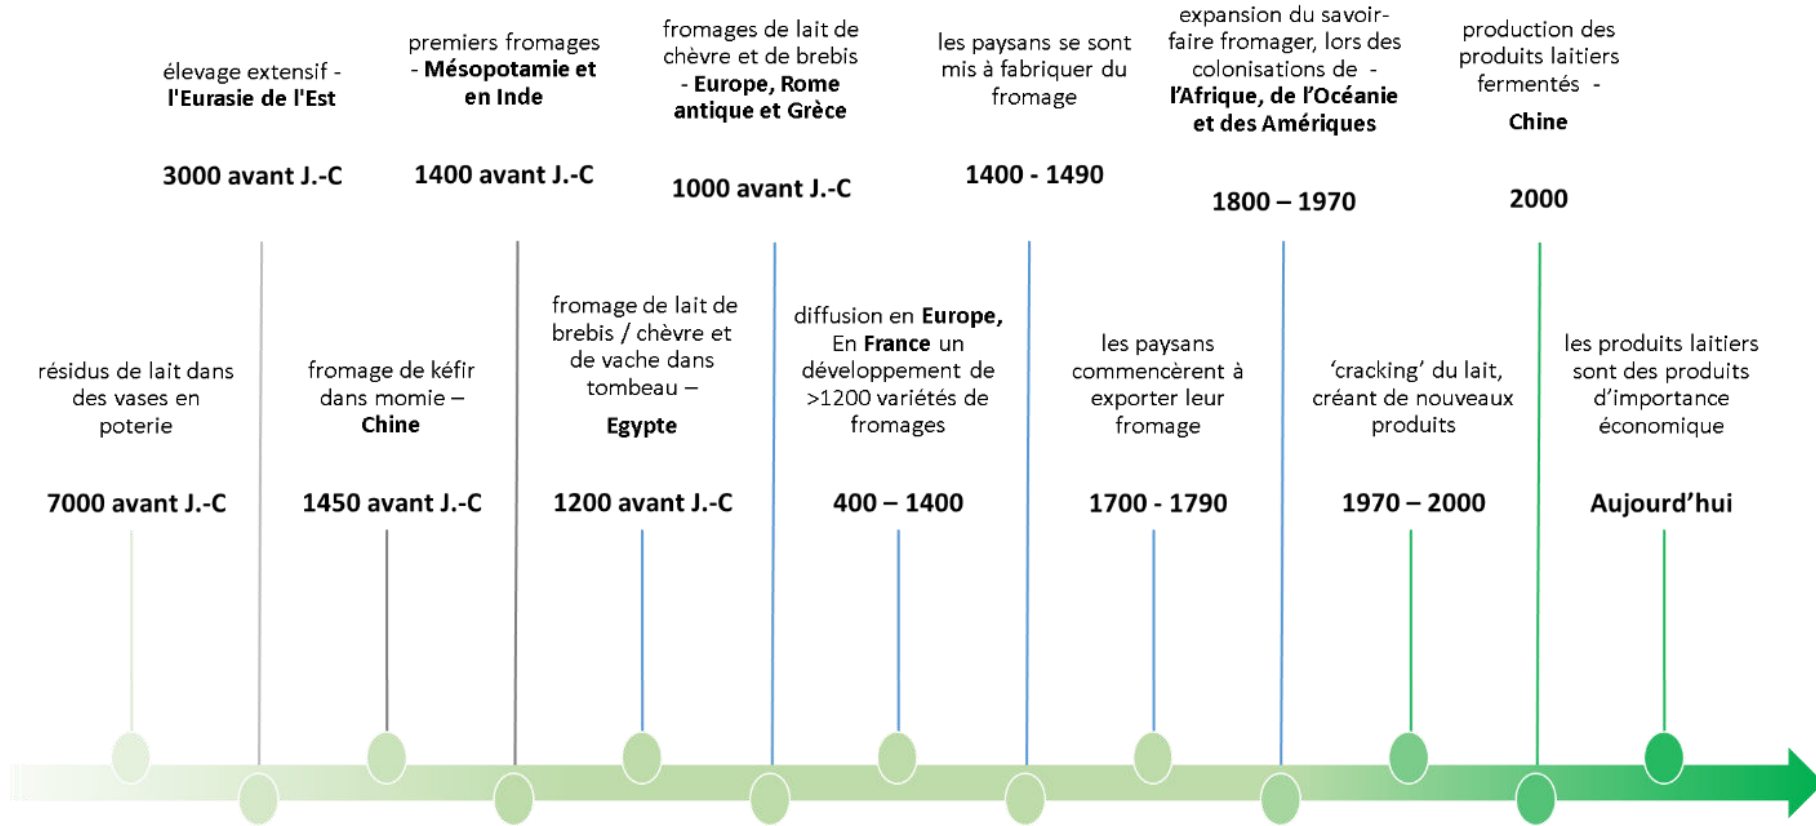 résidus de lait dans
des vases en
poterie
7000 avant J.-C
élevage extensif -
l'Eurasie de l'Est
3000 avant J.-C
fromage de kéfir
dans momie –
Chine
1450 avant J.-C
premiers fromages
- Mésopotamie et
en Inde
1400 avant J.-C
fromage de lait de
brebis / chèvre et
de vache dans
tombeau –
Egypte
1200 avant J.-C
fromages de lait de
chèvre et de brebis
- Europe, Rome
antique et Grèce
1000 avant J.-C
diffusion en Europe,
En France un
développement de
>1200 variétés de
fromages
400 – 1400
les paysans se sont
mis à fabriquer du
fromage
1400 - 1490
les paysans
commencèrent à
exporter leur
fromage
1700 - 1790
expansion du savoir-
faire fromager, lors des
colonisations de -
l’Afrique, de l’Océanie
et des Amériques
1800 – 1970
‘cracking’ du lait,
créant de nouveaux
produits
1970 – 2000
production des
produits laitiers
fermentés -
Chine
2000
les produits laitiers
sont des produits
d’importance
économique
Aujourd’hui